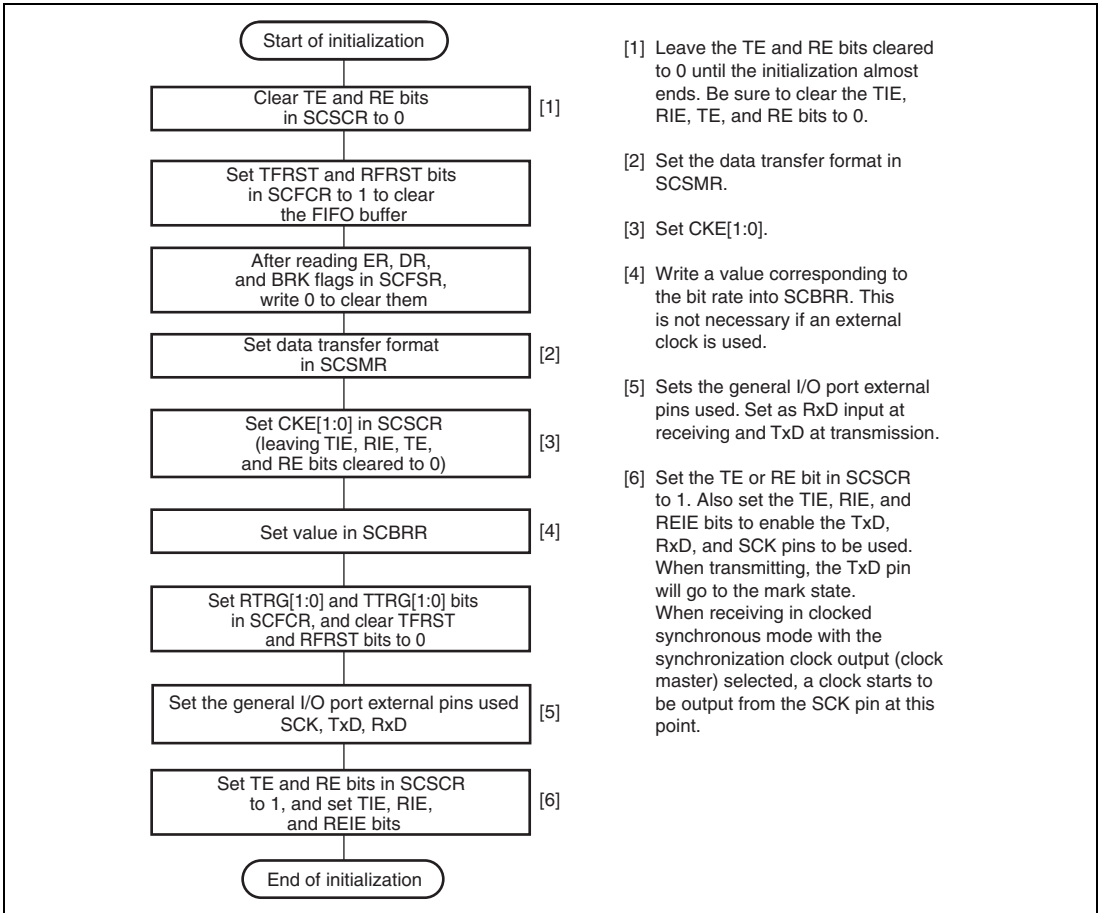 Start of initialization
Clear TE and RE bits
in SCSCR to 0
[1]
Set TFRST and RFRST bits
in SCFCR to 1 to clear
the FIFO buffer
After reading ER, DR,
and BRK flags in SCFSR,
write 0 to clear them
Set data transfer format
in SCSMR
[2]
Set CKE[1:0] in SCSCR
(leaving TIE, RIE, TE,
and RE bits cleared to 0)
[3]
Set value in SCBRR
[4]
Set RTRG[1:0] and TTRG[1:0] bits
in SCFCR, and clear TFRST
and RFRST bits to 0
Set the general I/O port external pins used
SCK, TxD, RxD
[5]
Set TE and RE bits in SCSCR
to 1, and set TIE, RIE,
and REIE bits
[6]
End of initialization
[1] Leave the TE and RE bits cleared
to 0 until the initialization almost
ends. Be sure to clear the TIE,
RIE, TE, and RE bits to 0.
[2] Set the data transfer format in
SCSMR.
[3] Set CKE[1:0].
[4] Write a value corresponding to
the bit rate into SCBRR. This
is not necessary if an external
clock is used.
[5] Sets the general I/O port external
pins used. Set as RxD input at
receiving and TxD at transmission.
[6] Set the TE or RE bit in SCSCR
to 1. Also set the TIE, RIE, and
REIE bits to enable the TxD,
RxD, and SCK pins to be used.
When transmitting, the TxD pin
will go to the mark state.
When receiving in clocked
synchronous mode with the
synchronization clock output (clock
master) selected, a clock starts to
be output from the SCK pin at this
point.